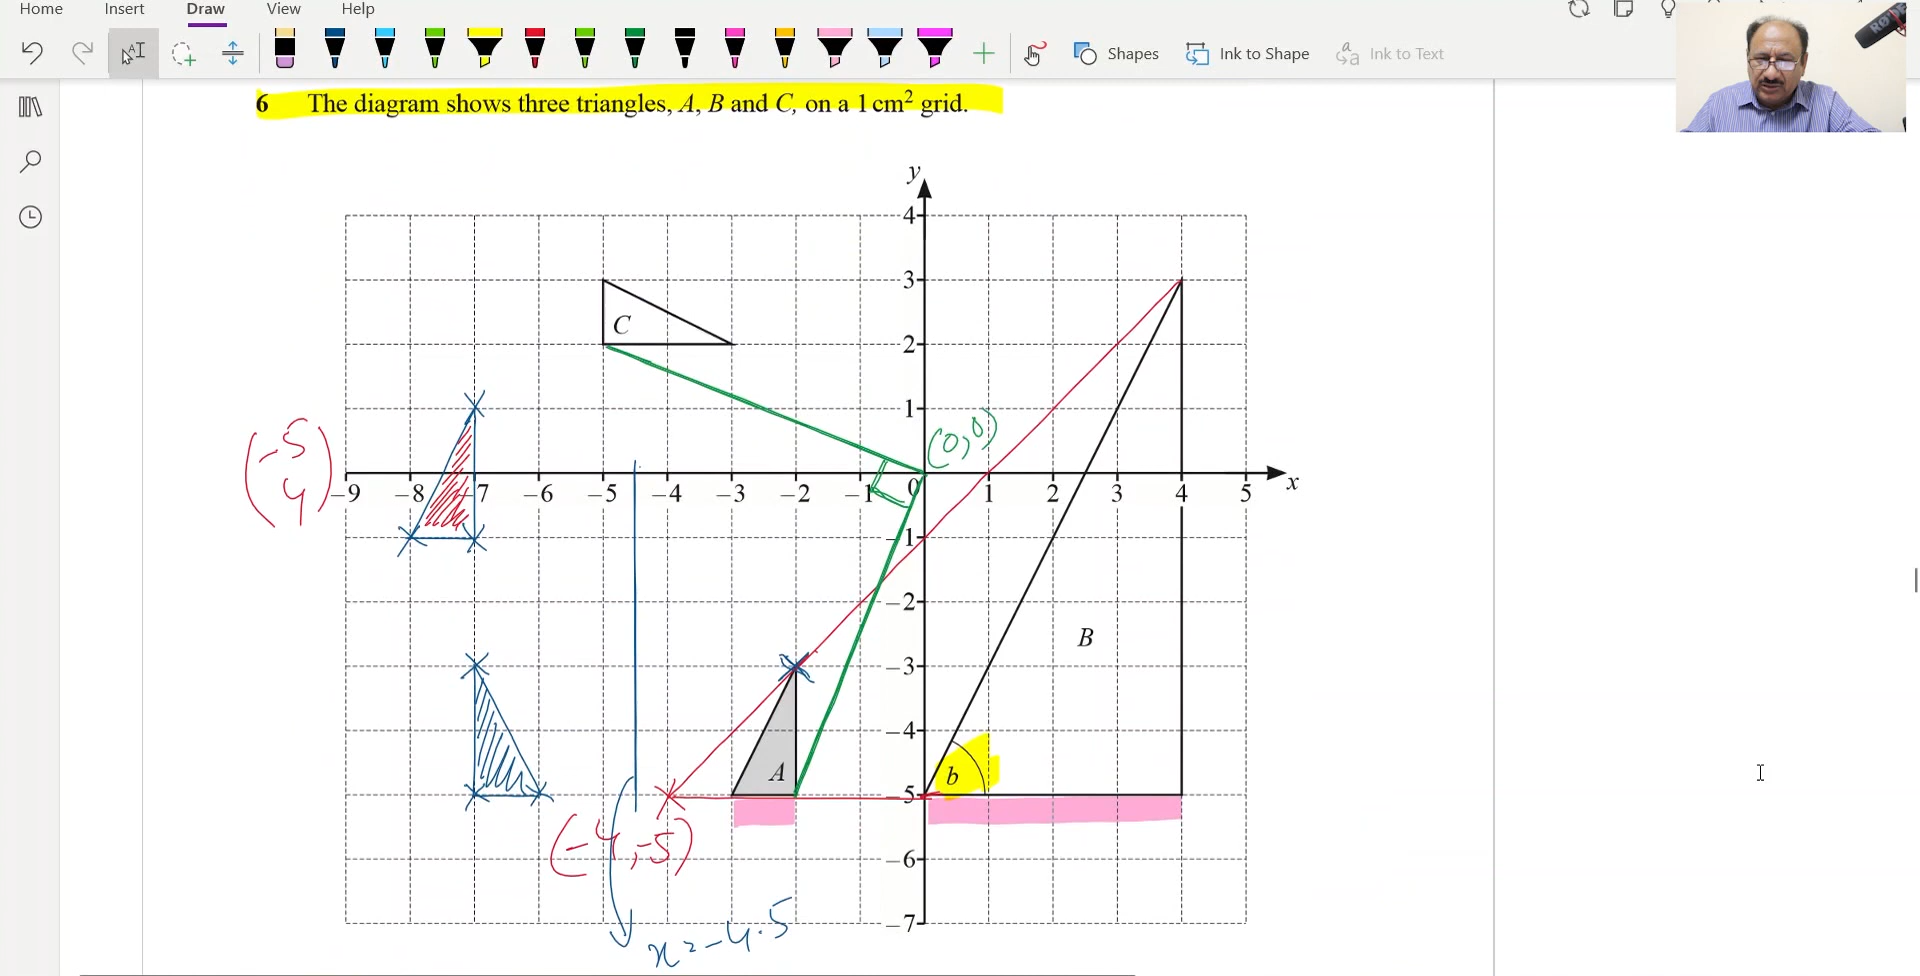 Home Insert Draw View Help
Shapes Ink to Shape Ink to Text
RODE
6 The diagram shows three triangles, A, B and C, on a 1 cm² grid.
y
4
3
C
2
1
(0,0)
(-5
4)
−9 −8 −7 −6 −5 −4 −3 −2 −1 0 1 2 3 4 5 x
−1
−2
B
−3
−4
A
b
−5
(-4,-5)
−6
−7
x=-4.5